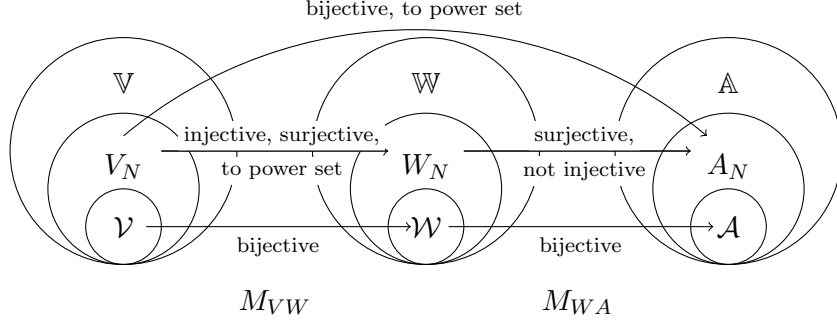 bijective, to power set
𝕍 𝕎 𝔸
injective, surjective, surjective,
V_N W_N A_N
to power set not injective
𝒱 𝒲 𝒜
bijective bijective
M_{VW} M_{WA}